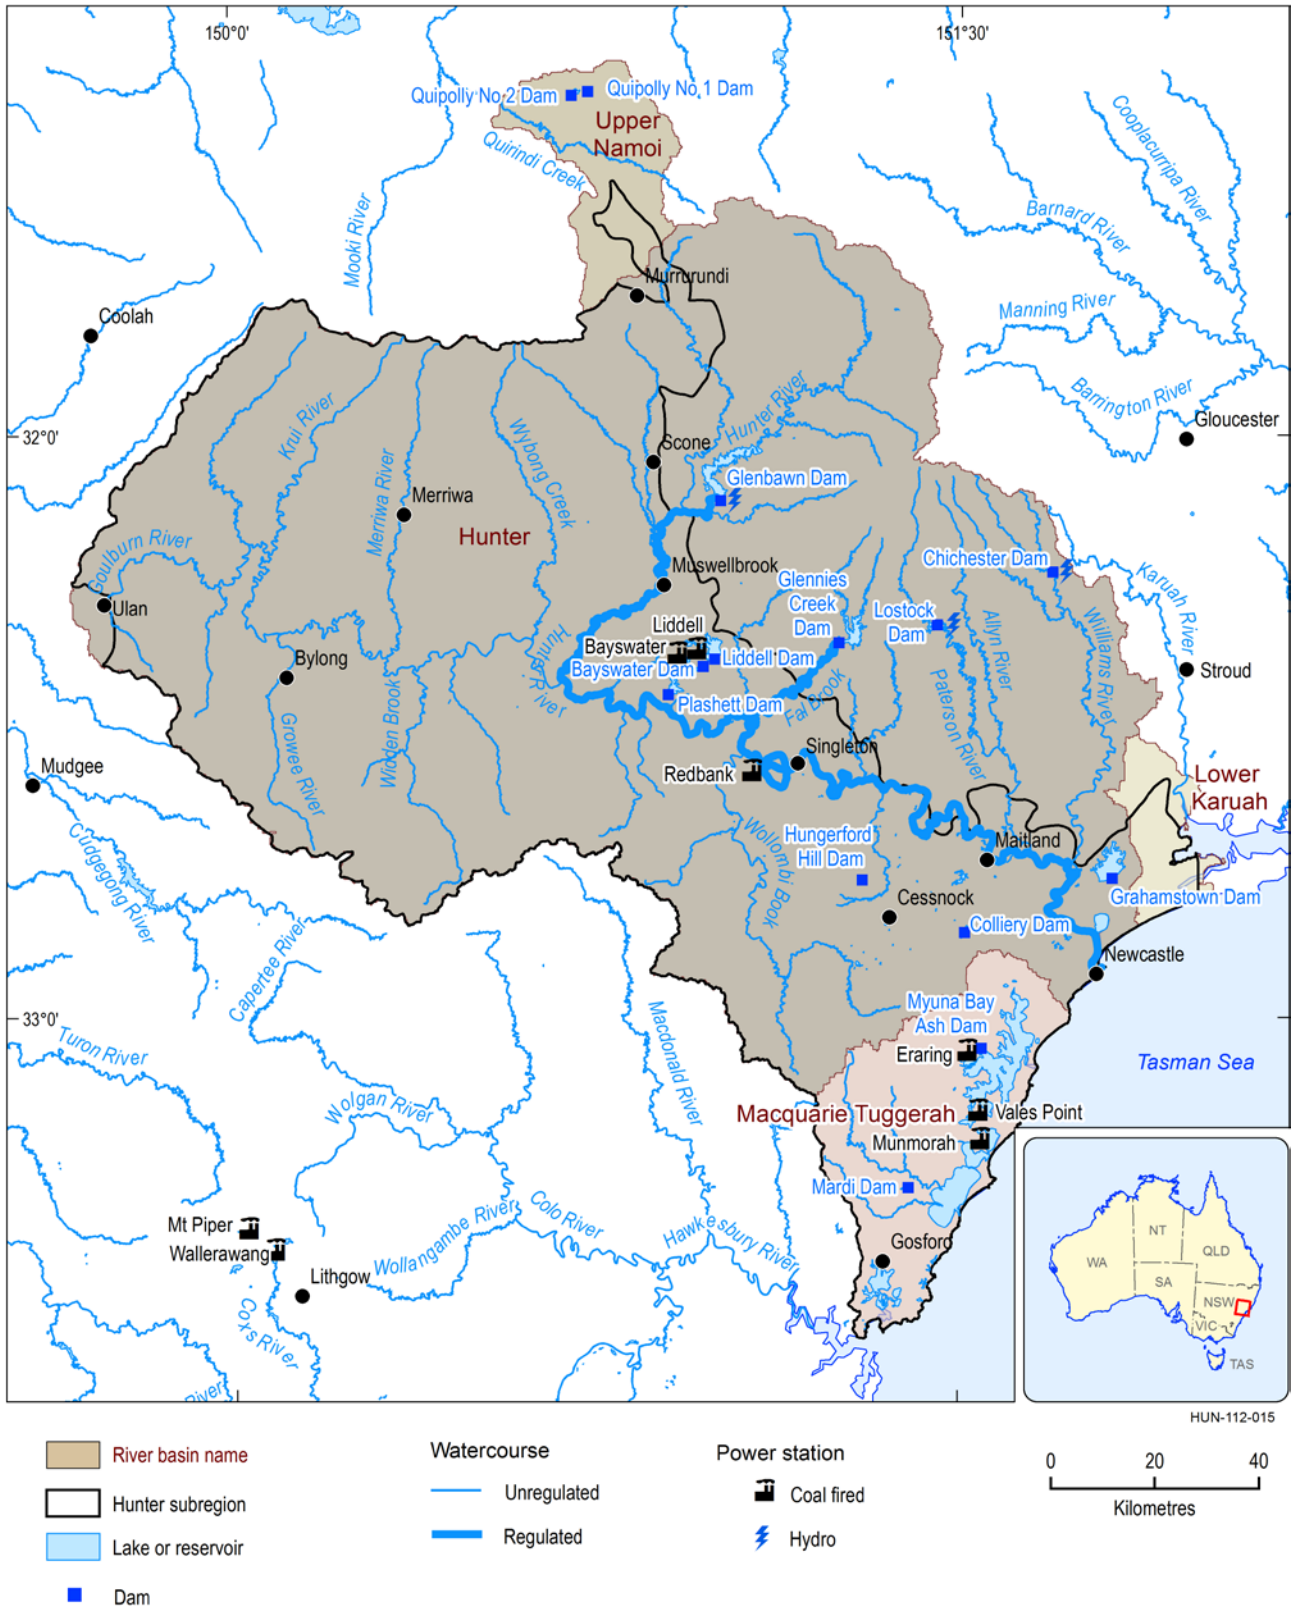 150°0'
151°30'
Quipolly No 2 Dam
Quipolly No 1 Dam
Upper
Namoi
Quirindi Creek
Cooplacurripa River
Mooki River
Barnard River
Murrurundi
Manning River
Coolah
Barrington River
Krui River
Hunter River
Gloucester
32°0'
Wybong Creek
Scone
Merriwa River
Merriwa
Glenbawn Dam
Hunter
Goulburn River
Muswellbrook
Chichester Dam
Glennies
Creek
Dam
Karuah River
Ulan
Lostock
Dam
Allyn River
Williams River
Liddell
Bayswater
Hunter River
Bylong
Liddell Dam
Bayswater Dam
Stroud
Paterson River
Plashett Dam
Fal Brook
Widden Brook
Growee River
Singleton
Mudgee
Redbank
Lower
Karuah
Cudgegong River
Wollombi Book
Hungerford
Hill Dam
Maitland
Grahamstown Dam
Cessnock
Colliery Dam
Newcastle
Capertee River
33°0'
Myuna Bay
Ash Dam
Macdonald River
Turon River
Eraring
Tasman Sea
Wolgan River
Macquarie Tuggerah
Vales Point
Munmorah
Mardi Dam
Colo River
Mt Piper
Wallerawang
Wollangambe River
Hawkesbury River
Gosford
Lithgow
Coxs River
River
WA
NT
QLD
SA
NSW
VIC
TAS
HUN-112-015
River basin name
Hunter subregion
Lake or reservoir
Dam
Watercourse
Unregulated
Regulated
Power station
Coal fired
Hydro
0 20 40
Kilometres